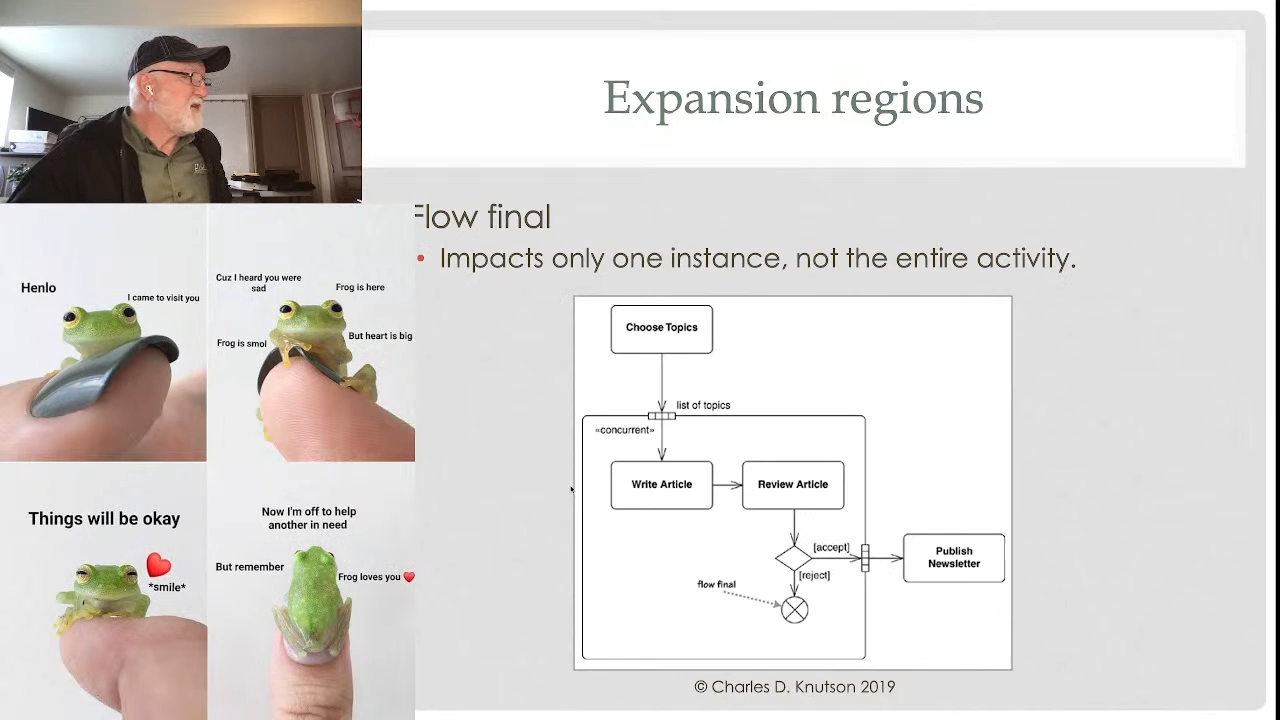 Expansion regions
Flow final
• Impacts only one instance, not the entire activity.
Henlo
I came to visit you
Cuz I heard you were
sad
Frog is here
Frog is smol
But heart is big
Things will be okay
*smile*
Now I'm off to help
another in need
But remember
Frog loves you ❤️
Choose Topics
list of topics
«concurrent»
Write Article
Review Article
[accept]
[reject]
flow final
Publish
Newsletter
© Charles D. Knutson 2019